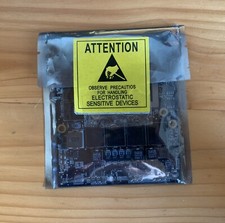 ATTENTION
OBSERVE PRECAUTIONS
FOR HANDLING
ELECTROSTATIC
SENSITIVE DEVICES